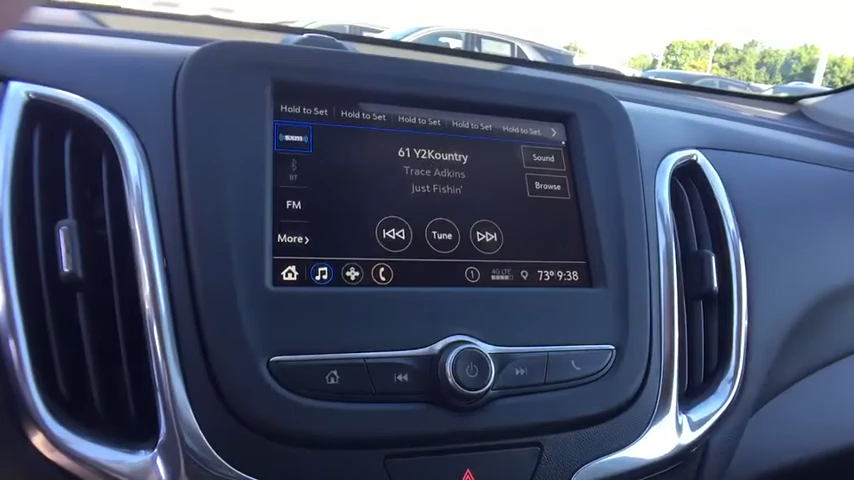 Hold to Set Hold to Set Hold to Set Hold to Set Hold to Set
sxm
61 Y2Kountry
Sound
BT
Trace Adkins
Just Fishin'
Browse
FM
Tune
More
1 4G LTE 73° 9:38